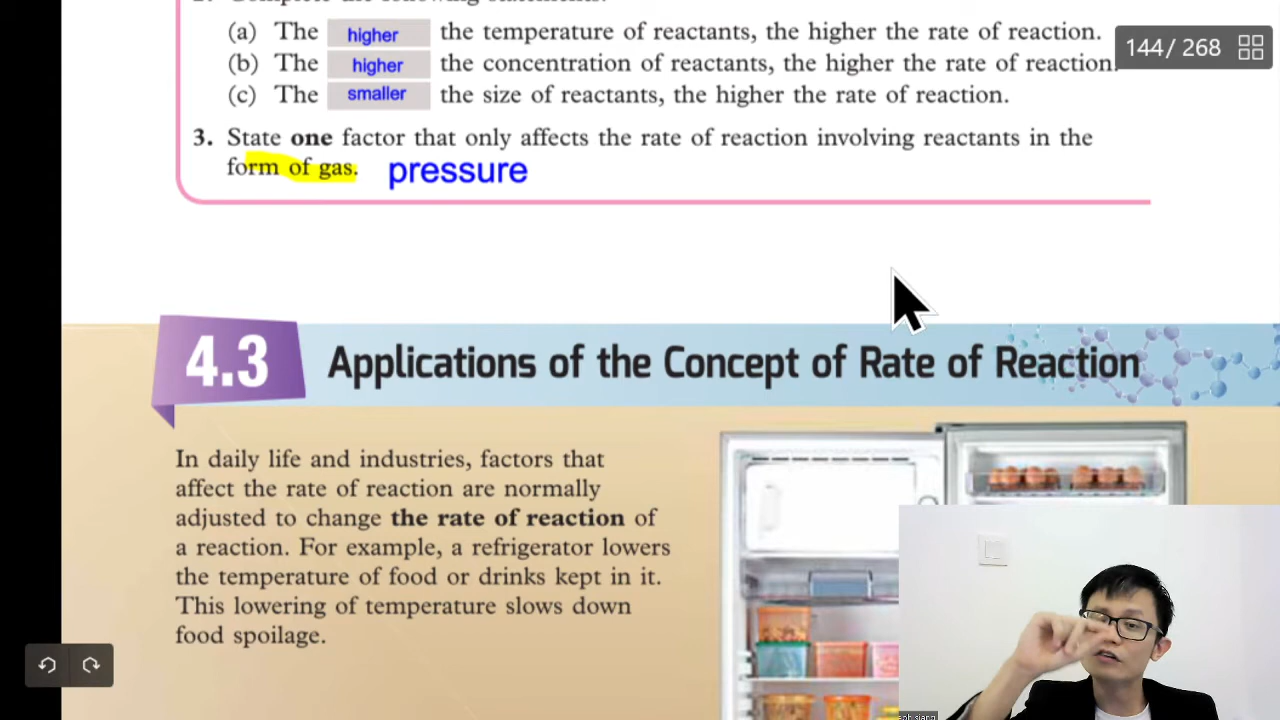 (a) The higher the temperature of reactants, the higher the rate of reaction.
(b) The higher the concentration of reactants, the higher the rate of reaction.
(c) The smaller the size of reactants, the higher the rate of reaction.
3. State one factor that only affects the rate of reaction involving reactants in the
form of gas. pressure
144/ 268
4.3 Applications of the Concept of Rate of Reaction
In daily life and industries, factors that
affect the rate of reaction are normally
adjusted to change the rate of reaction of
a reaction. For example, a refrigerator lowers
the temperature of food or drinks kept in it.
This lowering of temperature slows down
food spoilage.